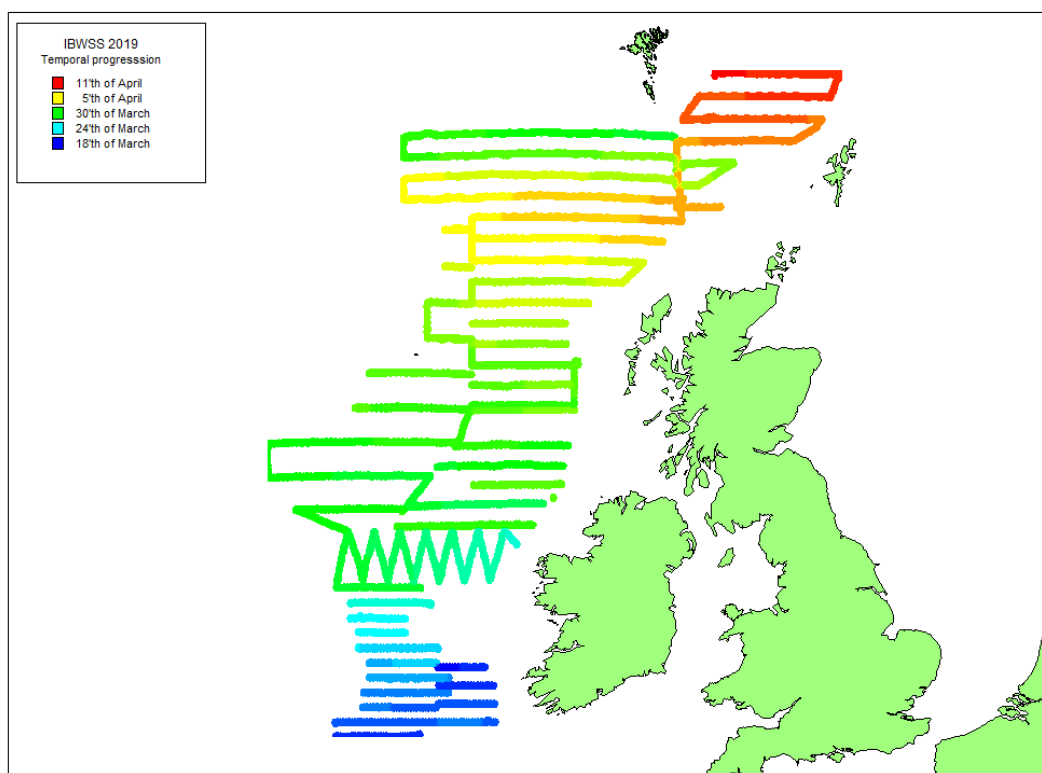 IBWSS 2019
Temporal progresssion
11'th of April
5'th of April
30'th of March
24'th of March
18'th of March